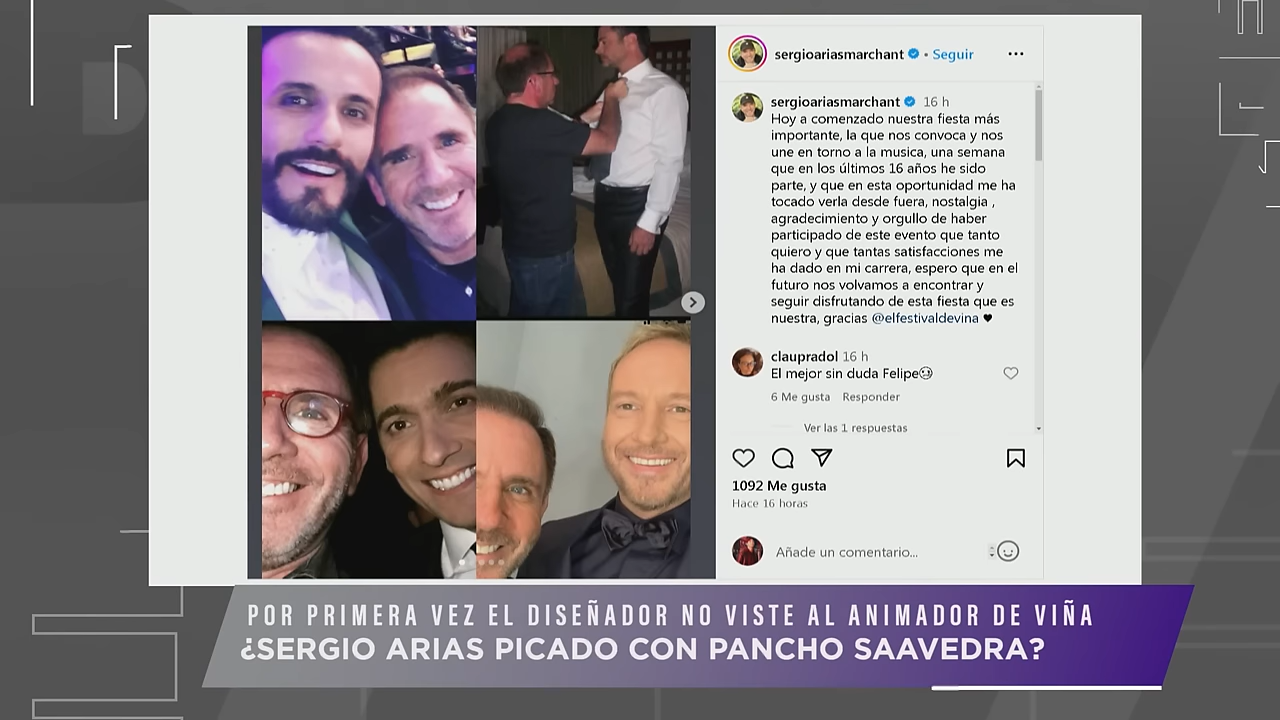 sergioariasmarchant • Seguir
sergioariasmarchant 16 h
Hoy a comenzado nuestra fiesta más
importante, la que nos convoca y nos
une en torno a la musica, una semana
que en los últimos 16 años he sido
parte, y que en esta oportunidad me ha
tocado verla desde fuera, nostalgia ,
agradecimiento y orgullo de haber
participado de este evento que tanto
quiero y que tantas satisfacciones me
ha dado en mi carrera, espero que en el
futuro nos volvamos a encontrar y
seguir disfrutando de esta fiesta que es
nuestra, gracias @elfestivaldevina 🖤
claupradol 16 h
El mejor sin duda Felipe
6 Me gusta Responder
Ver las 1 respuestas
1092 Me gusta
Hace 16 horas
Añade un comentario...
POR PRIMERA VEZ EL DISEÑADOR NO VISTE AL ANIMADOR DE VIÑA
¿SERGIO ARIAS PICADO CON PANCHO SAAVEDRA?